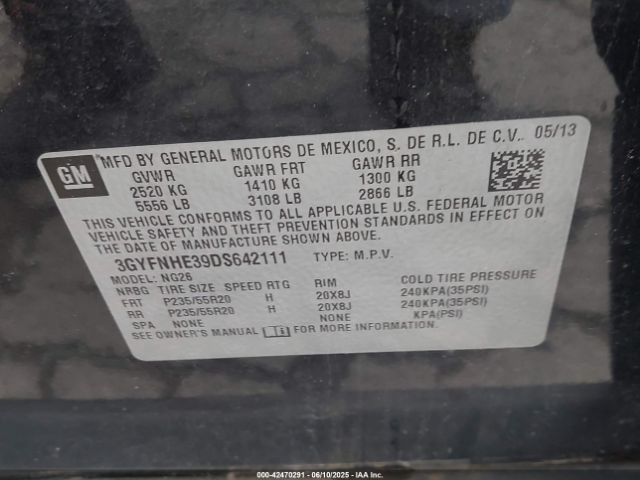 GM
MFD BY GENERAL MOTORS DE MEXICO, S. DE R.L. DE C.V. 05/13
GVWR GAWR FRT GAWR RR
2520 KG 1410 KG 1300 KG
5556 LB 3108 LB 2866 LB
THIS VEHICLE CONFORMS TO ALL APPLICABLE U.S. FEDERAL MOTOR
VEHICLE SAFETY AND THEFT PREVENTION STANDARDS IN EFFECT ON
THE DATE OF MANUFACTURE SHOWN ABOVE.
3GYFNHE39DS642111 TYPE: M.P.V.
MODEL: NG26
NRBG TIRE SIZE SPEED RTG RIM COLD TIRE PRESSURE
FRT P235/55R20 H 20X8J 240KPA(35PSI)
RR P235/55R20 H 20X8J 240KPA(35PSI)
SPA NONE NONE KPA(PSI)
SEE OWNER'S MANUAL FOR MORE INFORMATION.
© 42470291 - 06/10/2025 - IAA Holdings, LLC